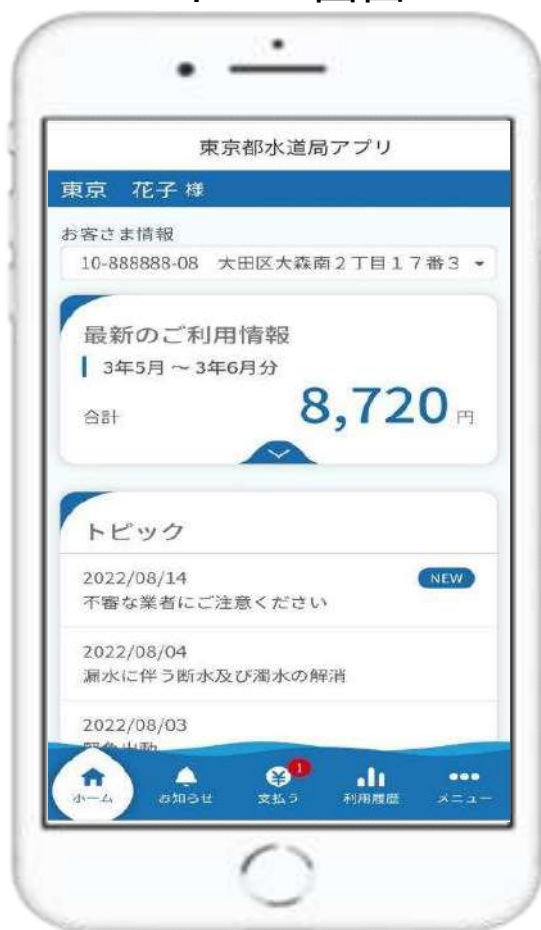 東京都水道局アプリ
東京 花子 様
お客さま情報
10-888888-08 大田区大森南2丁目17番3
最新のご利用情報
3年5月 ~ 3年6月分
合計 8,720 円
トピック
2022/08/14 NEW
不審な業者にご注意ください
2022/08/04
漏水に伴う断水及び濁水の解消
2022/08/03
ホーム お知らせ 支払う 1 利用履歴 メニュー